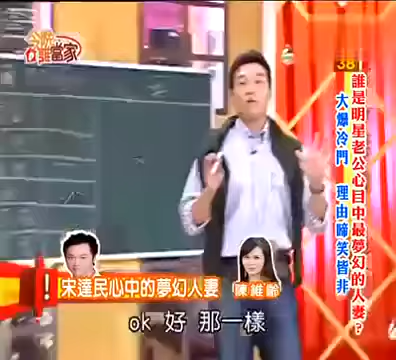 今晚
誰當家
38
誰是明星老公心目中最夢幻的人妻?
大爆冷門 理由啼笑皆非
! 宋達民心中的夢幻人妻 陳維齡
ok 好 那一樣